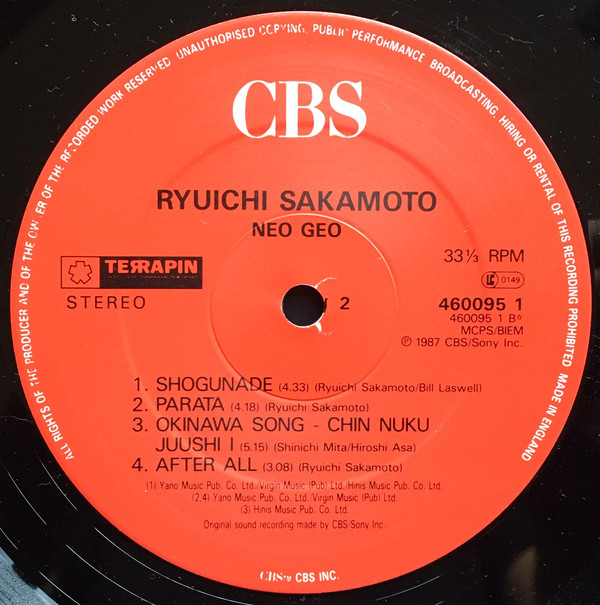 ALL RIGHTS OF THE PRODUCER AND OF THE OWNER OF THE RECORDED WORK RESERVED UNAUTHORISED COPYING, PUBLIC PERFORMANCE BROADCASTING, HIRING OR RENTAL OF THIS RECORDING PROHIBITED MADE IN ENGLAND
CBS
RYUICHI SAKAMOTO
NEO GEO
33⅓ RPM
TERRAPIN
LC 0149
STEREO
2
460095 1
460095 1 B☆
MCPS/BIEM
℗ 1987 CBS/Sony Inc.
1. SHOGUNADE (4.33) (Ryuichi Sakamoto/Bill Laswell)
2. PARATA (4.18) (Ryuichi Sakamoto)
3. OKINAWA SONG - CHIN NUKU
JUUSHI I (5.15) (Shinichi Mita/Hiroshi Asa)
4. AFTER ALL (3.08) (Ryuichi Sakamoto)
(1) Yano Music Pub. Co. Ltd./Virgin Music (Pub) Ltd./Hinis Music Pub. Co. Ltd.
(2,4) Yano Music Pub. Co. Ltd./Virgin Music (Pub) Ltd.
(3) Hinis Music Pub. Co. Ltd.
Original sound recording made by CBS/Sony Inc.
CBS™ CBS INC.